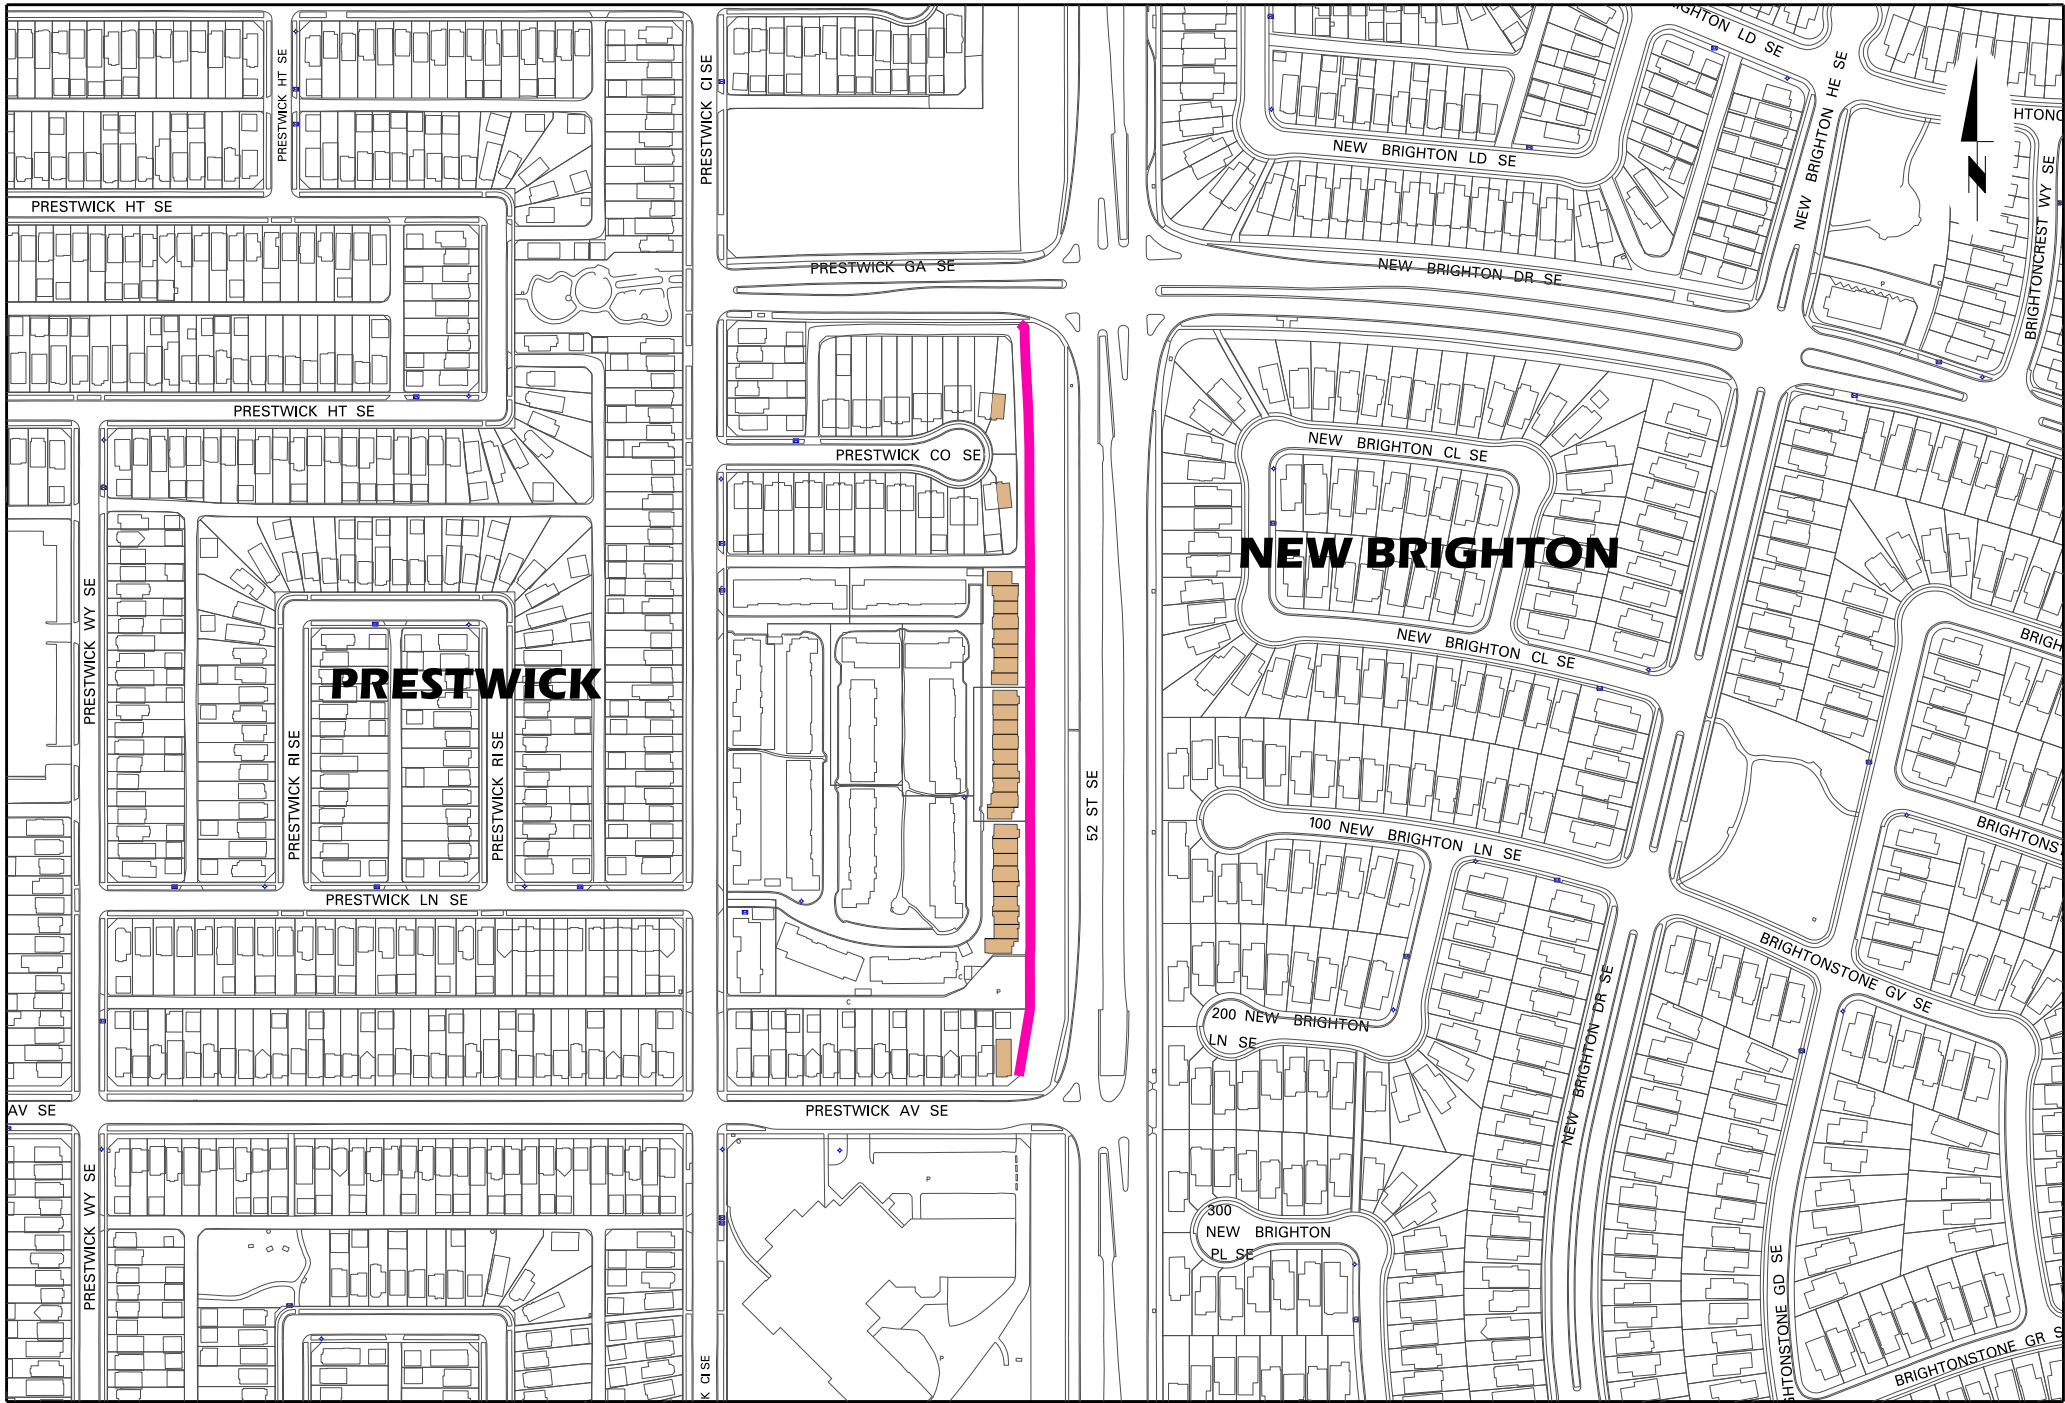 PRESTWICK HT SE
PRESTWICK CI SE
IGHTON LD SE
NEW BRIGHTON HE SE
HTONC
NEW BRIGHTON LD SE
N
BRIGHTONCREST WY SE
PRESTWICK HT SE
PRESTWICK GA SE
NEW BRIGHTON DR SE
P
PRESTWICK HT SE
PRESTWICK CO SE
NEW BRIGHTON CL SE
NEW BRIGHTON
PRESTWICK WY SE
PRESTWICK
NEW BRIGHTON CL SE
BRIGH
PRESTWICK RI SE
PRESTWICK RI SE
52 ST SE
100 NEW BRIGHTON LN SE
BRIGHTONST
PRESTWICK LN SE
BRIGHTONSTONE GV SE
C
P
C
200 NEW BRIGHTON
LN SE
NEW BRIGHTON DR SE
AV SE
PRESTWICK AV SE
PRESTWICK WY SE
P
300
NEW BRIGHTON
PL SE
HTONSTONE GD SE
P
K CI SE
BRIGHTONSTONE GR S